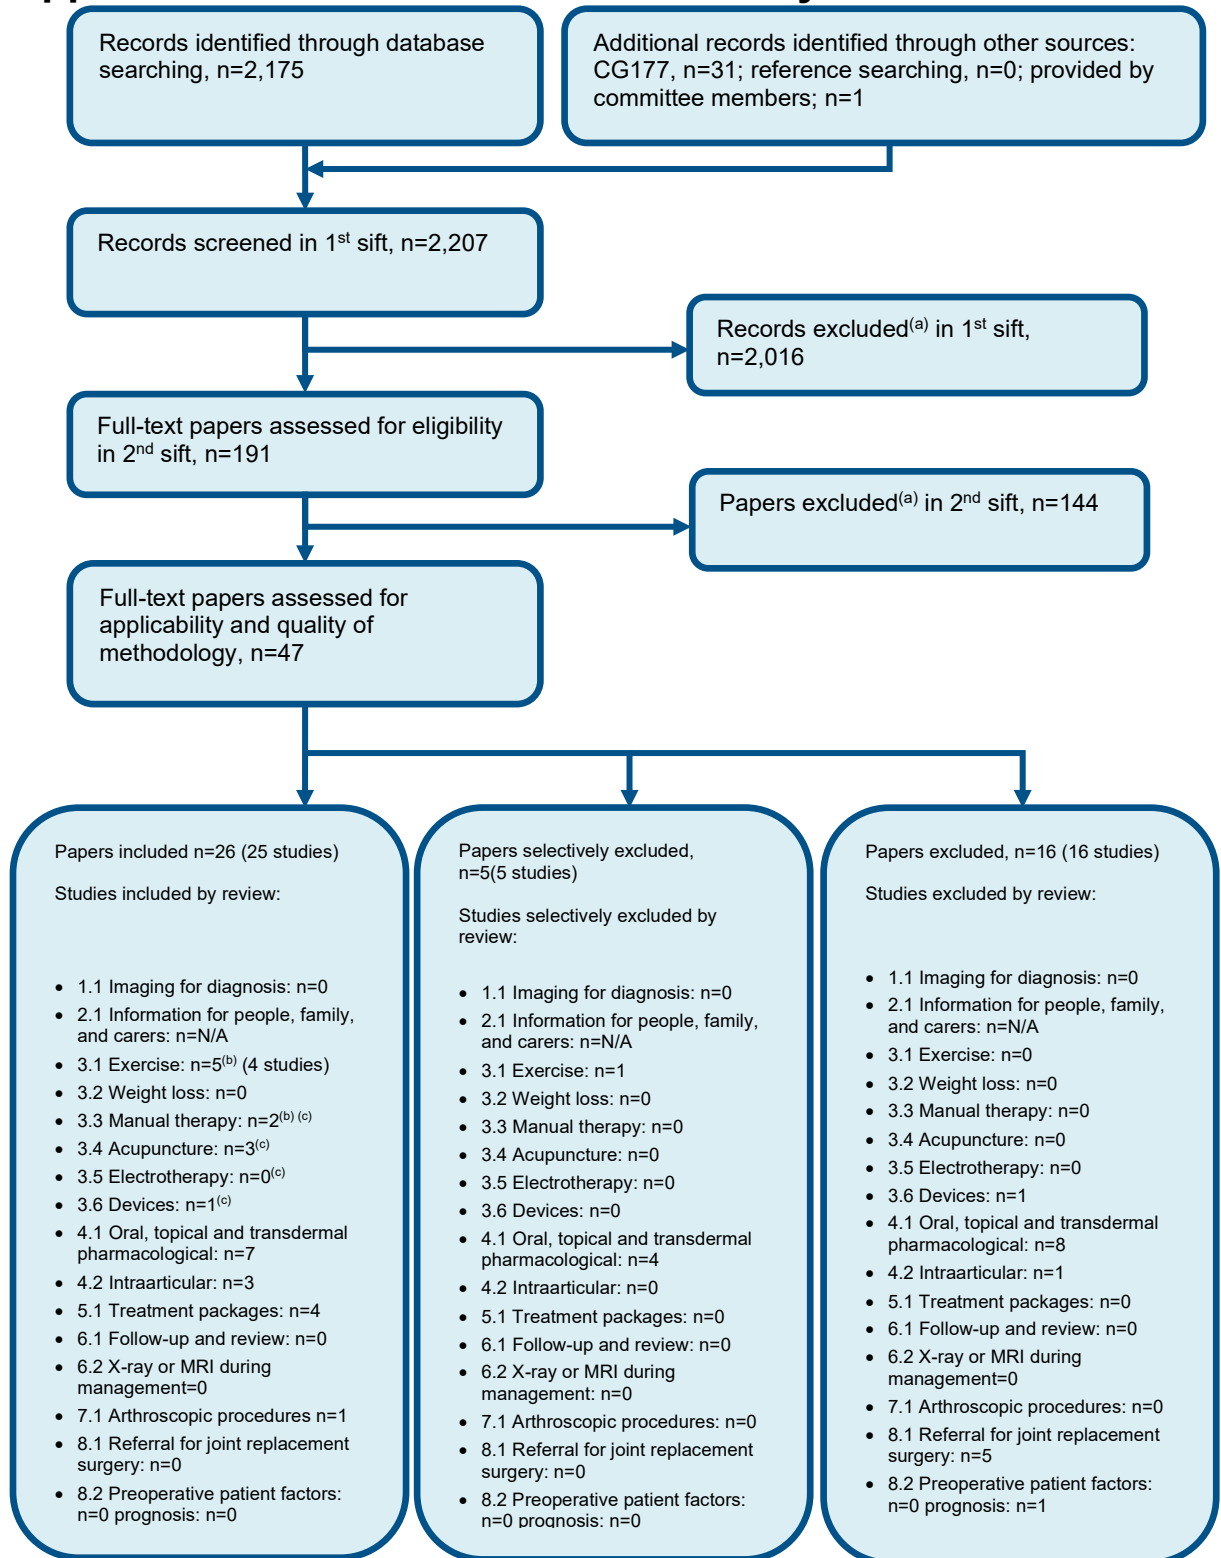 Records identified through database
searching, n=2,175
Additional records identified through other sources:
CG177, n=31; reference searching, n=0; provided by
committee members; n=1
Records screened in 1st sift, n=2,207
Records excluded(a) in 1st sift,
n=2,016
Full-text papers assessed for eligibility
in 2nd sift, n=191
Papers excluded(a) in 2nd sift, n=144
Full-text papers assessed for
applicability and quality of
methodology, n=47
Papers included n=26 (25 studies)
Studies included by review:
• 1.1 Imaging for diagnosis: n=0
• 2.1 Information for people, family,
and carers: n=N/A
• 3.1 Exercise: n=5(b) (4 studies)
• 3.2 Weight loss: n=0
• 3.3 Manual therapy: n=2(b) (c)
• 3.4 Acupuncture: n=3(c)
• 3.5 Electrotherapy: n=0(c)
• 3.6 Devices: n=1(c)
• 4.1 Oral, topical and transdermal
pharmacological: n=7
• 4.2 Intraarticular: n=3
• 5.1 Treatment packages: n=4
• 6.1 Follow-up and review: n=0
• 6.2 X-ray or MRI during
management=0
• 7.1 Arthroscopic procedures n=1
• 8.1 Referral for joint replacement
surgery: n=0
• 8.2 Preoperative patient factors:
n=0 prognosis: n=0
Papers selectively excluded,
n=5(5 studies)
Studies selectively excluded by
review:
• 1.1 Imaging for diagnosis: n=0
• 2.1 Information for people, family,
and carers: n=N/A
• 3.1 Exercise: n=1
• 3.2 Weight loss: n=0
• 3.3 Manual therapy: n=0
• 3.4 Acupuncture: n=0
• 3.5 Electrotherapy: n=0
• 3.6 Devices: n=0
• 4.1 Oral, topical and transdermal
pharmacological: n=4
• 4.2 Intraarticular: n=0
• 5.1 Treatment packages: n=0
• 6.1 Follow-up and review: n=0
• 6.2 X-ray or MRI during
management: n=0
• 7.1 Arthroscopic procedures: n=0
• 8.1 Referral for joint replacement
surgery: n=0
• 8.2 Preoperative patient factors:
n=0 prognosis: n=0
Papers excluded, n=16 (16 studies)
Studies excluded by review:
• 1.1 Imaging for diagnosis: n=0
• 2.1 Information for people, family,
and carers: n=N/A
• 3.1 Exercise: n=0
• 3.2 Weight loss: n=0
• 3.3 Manual therapy: n=0
• 3.4 Acupuncture: n=0
• 3.5 Electrotherapy: n=0
• 3.6 Devices: n=1
• 4.1 Oral, topical and transdermal
pharmacological: n=8
• 4.2 Intraarticular: n=1
• 5.1 Treatment packages: n=0
• 6.1 Follow-up and review: n=0
• 6.2 X-ray or MRI during
management=0
• 7.1 Arthroscopic procedures: n=0
• 8.1 Referral for joint replacement
surgery: n=5
• 8.2 Preoperative patient factors:
n=0 prognosis: n=1